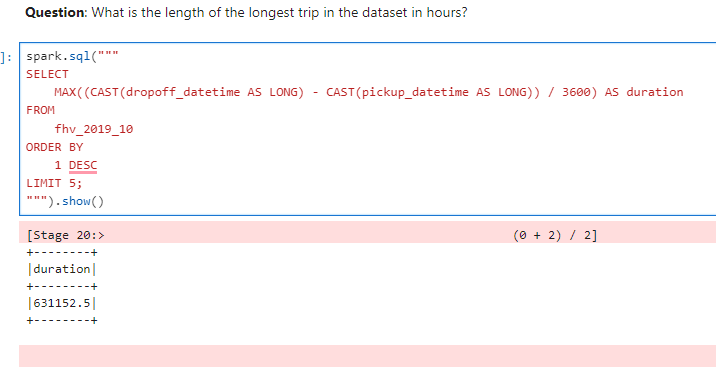 Question: What is the length of the longest trip in the dataset in hours?
]: spark.sql("""
SELECT
    MAX((CAST(dropoff_datetime AS LONG) - CAST(pickup_datetime AS LONG)) / 3600) AS duration
FROM
    fhv_2019_10
ORDER BY
    1 DESC
LIMIT 5;
""").show()
[Stage 20:>                                                         (0 + 2) / 2]
+--------+
|duration|
+--------+
|631152.5|
+--------+